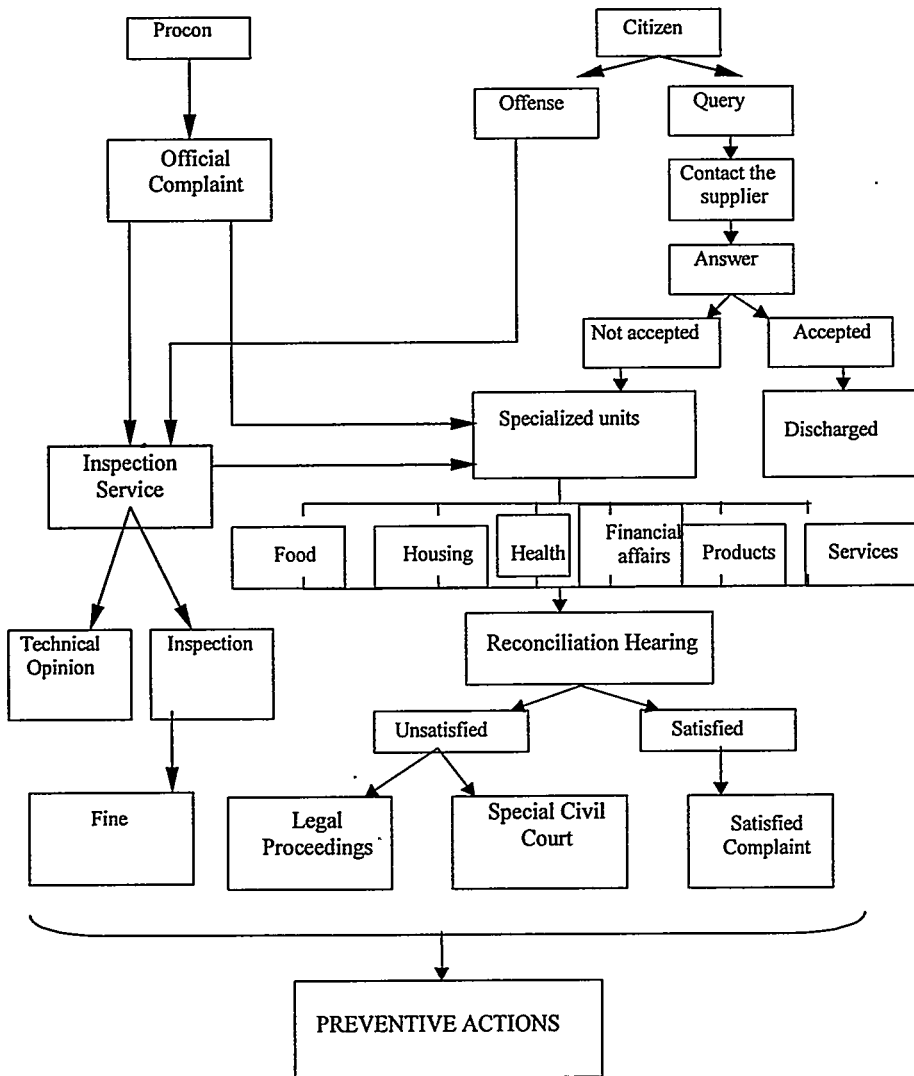 Procon
Citizen
Offense
Query
Official
Complaint
Contact the
supplier
Answer
Not accepted
Accepted
Specialized units
Discharged
Inspection
Service
Food
Housing
Health
Financial
affairs
Products
Services
Technical
Opinion
Inspection
Reconciliation Hearing
Unsatisfied
Satisfied
Fine
Legal
Proceedings
Special Civil
Court
Satisfied
Complaint
PREVENTIVE ACTIONS